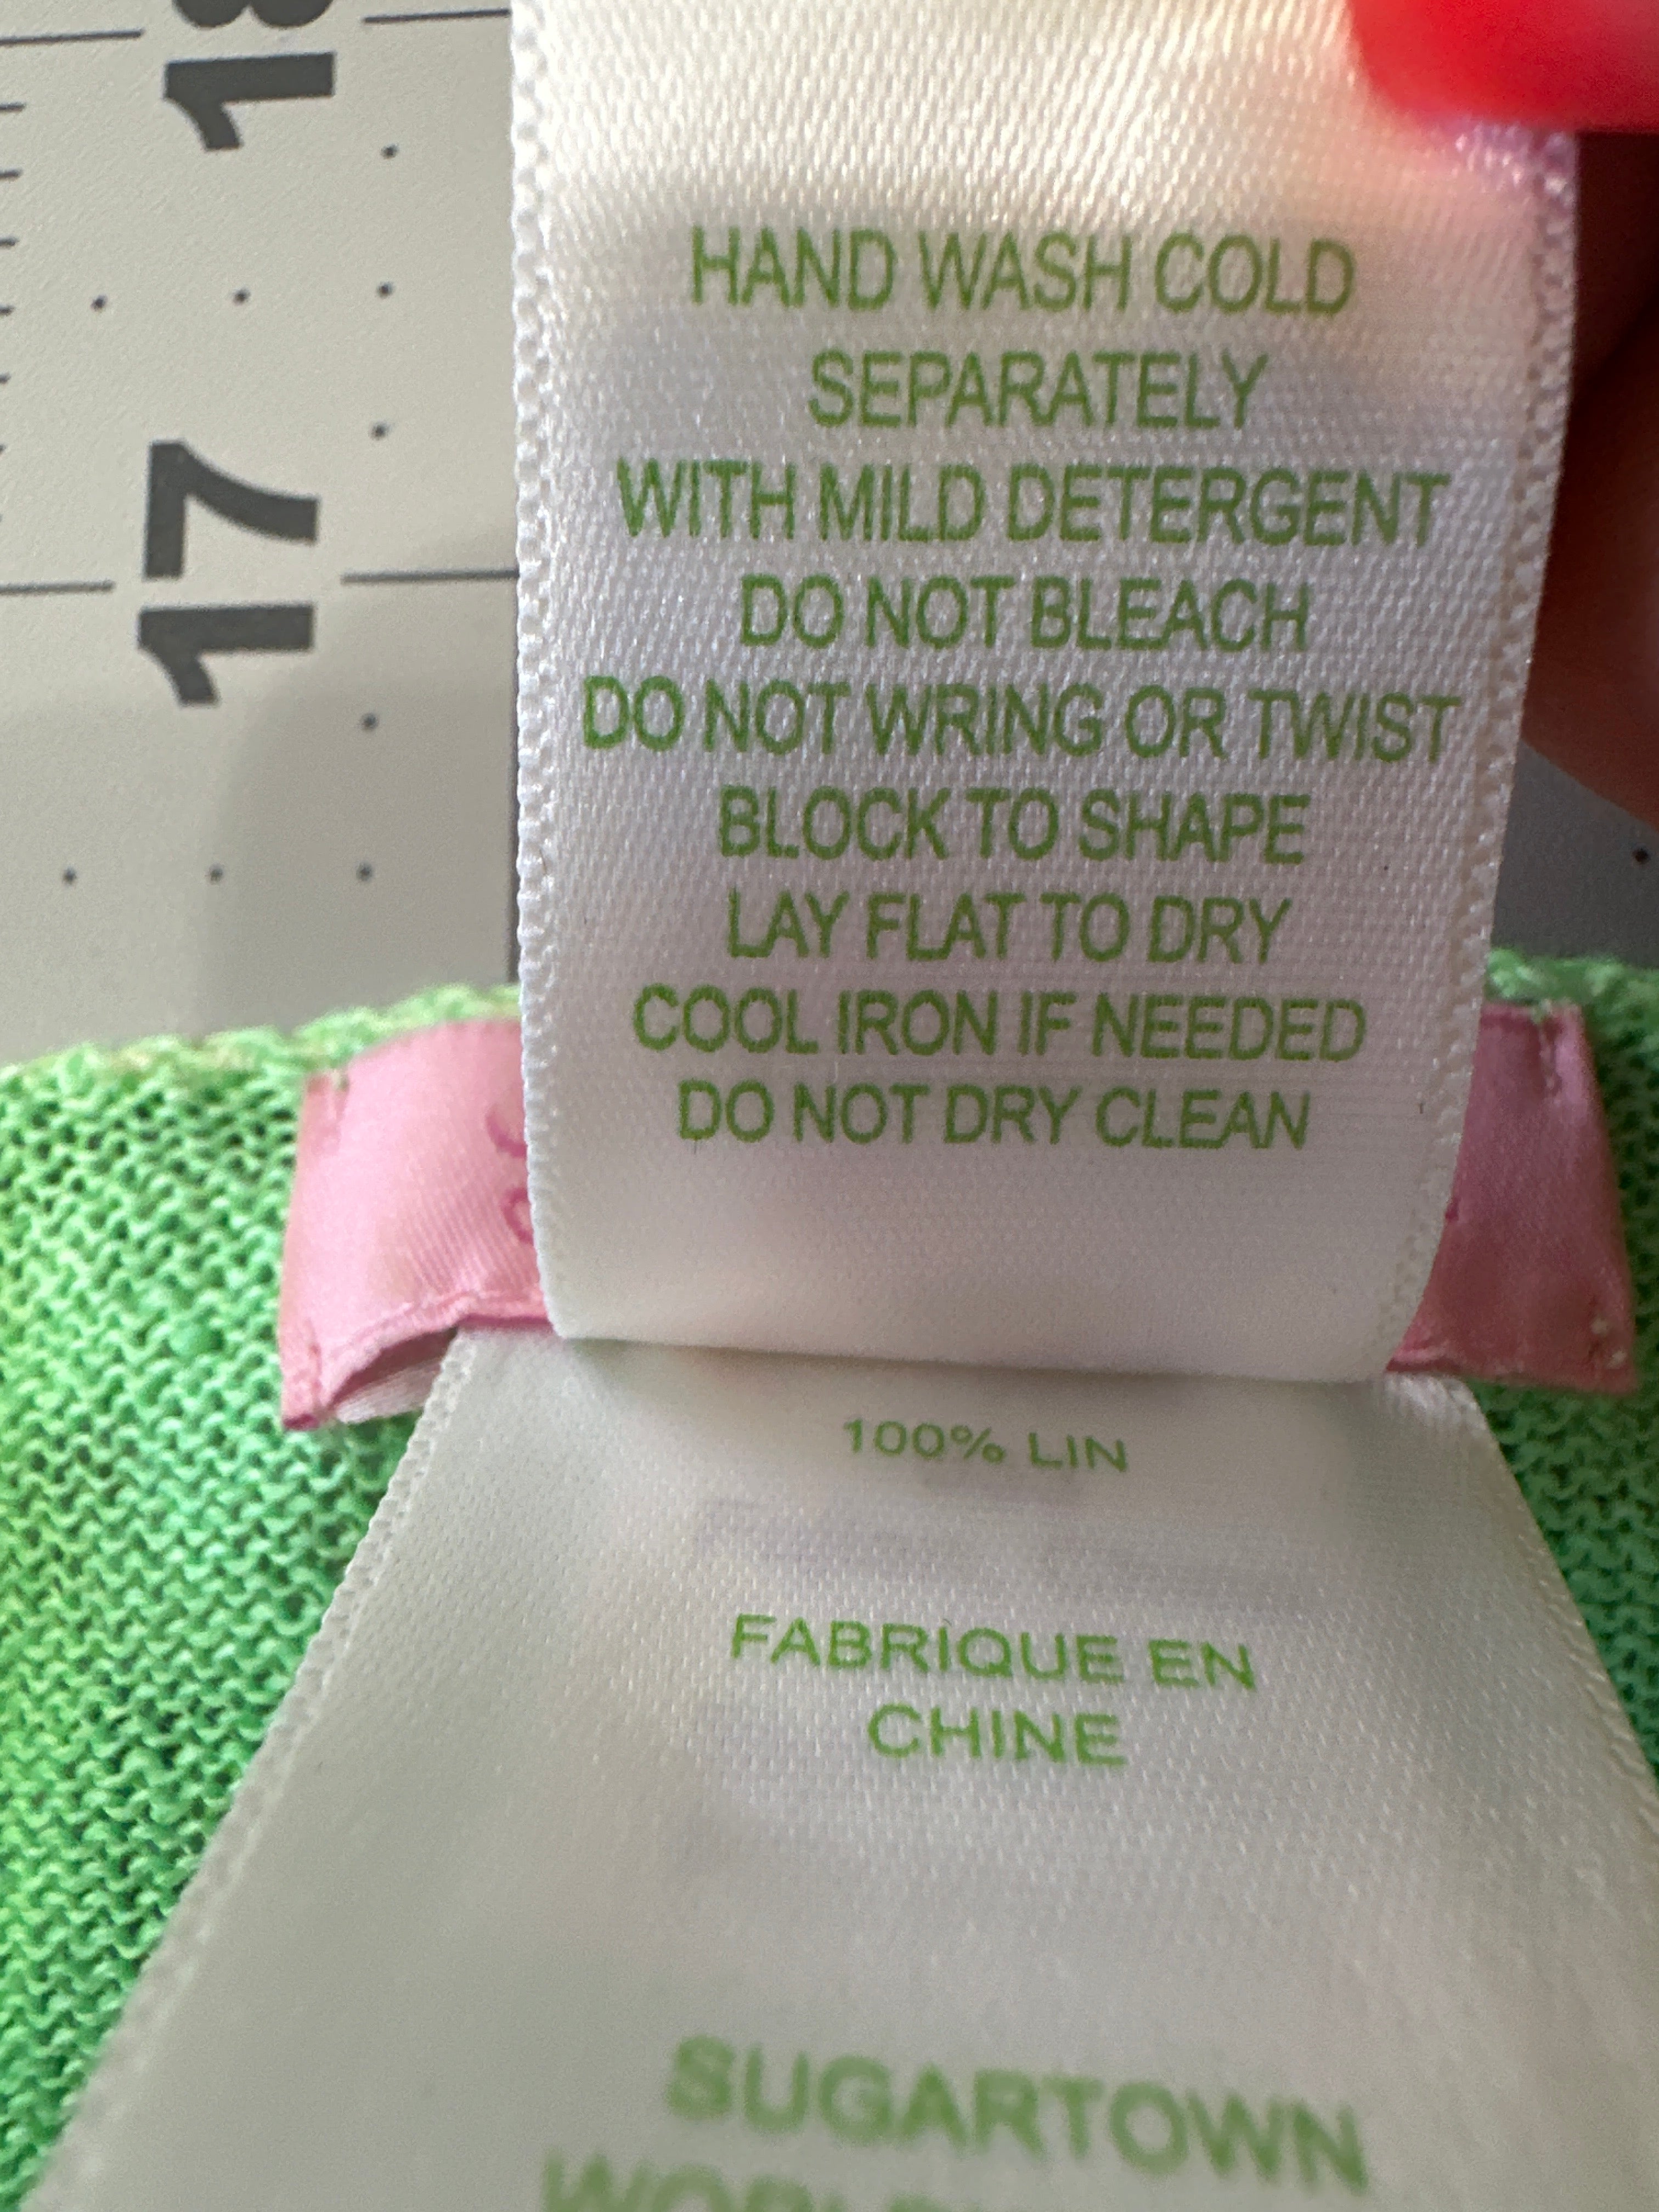 18
17
HAND WASH COLD
SEPARATELY
WITH MILD DETERGENT
DO NOT BLEACH
DO NOT WRING OR TWIST
BLOCK TO SHAPE
LAY FLAT TO DRY
COOL IRON IF NEEDED
DO NOT DRY CLEAN
100% LIN
FABRIQUE EN
CHINE
SUGARTOWN